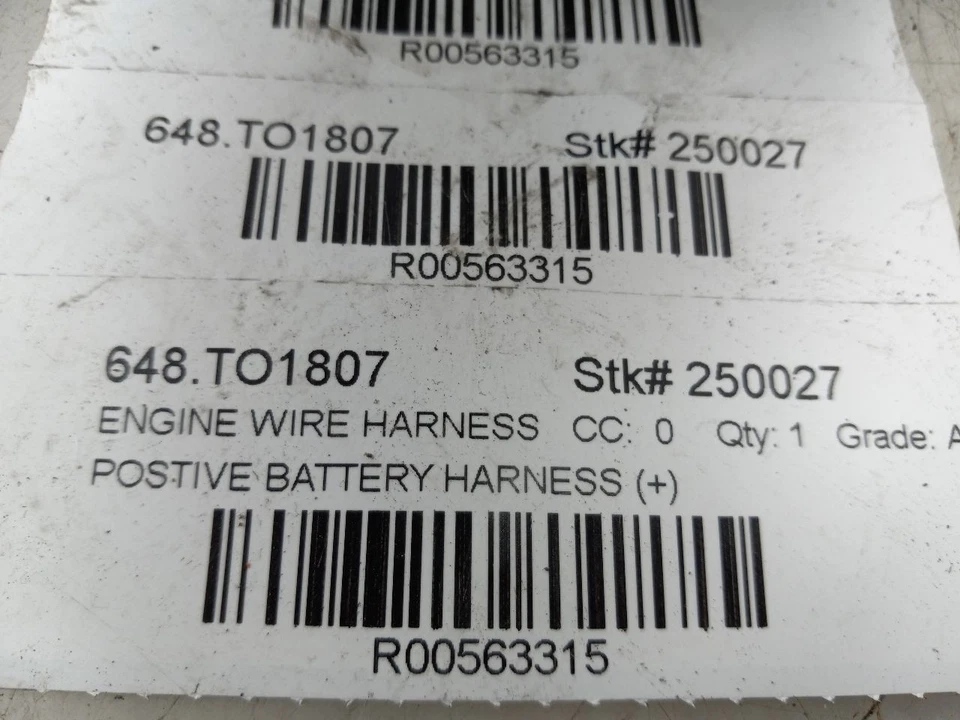 R00563315
648.TO1807 Stk# 250027
R00563315
648.TO1807 Stk# 250027
ENGINE WIRE HARNESS CC: 0 Qty: 1 Grade: A
POSTIVE BATTERY HARNESS (+)
R00563315